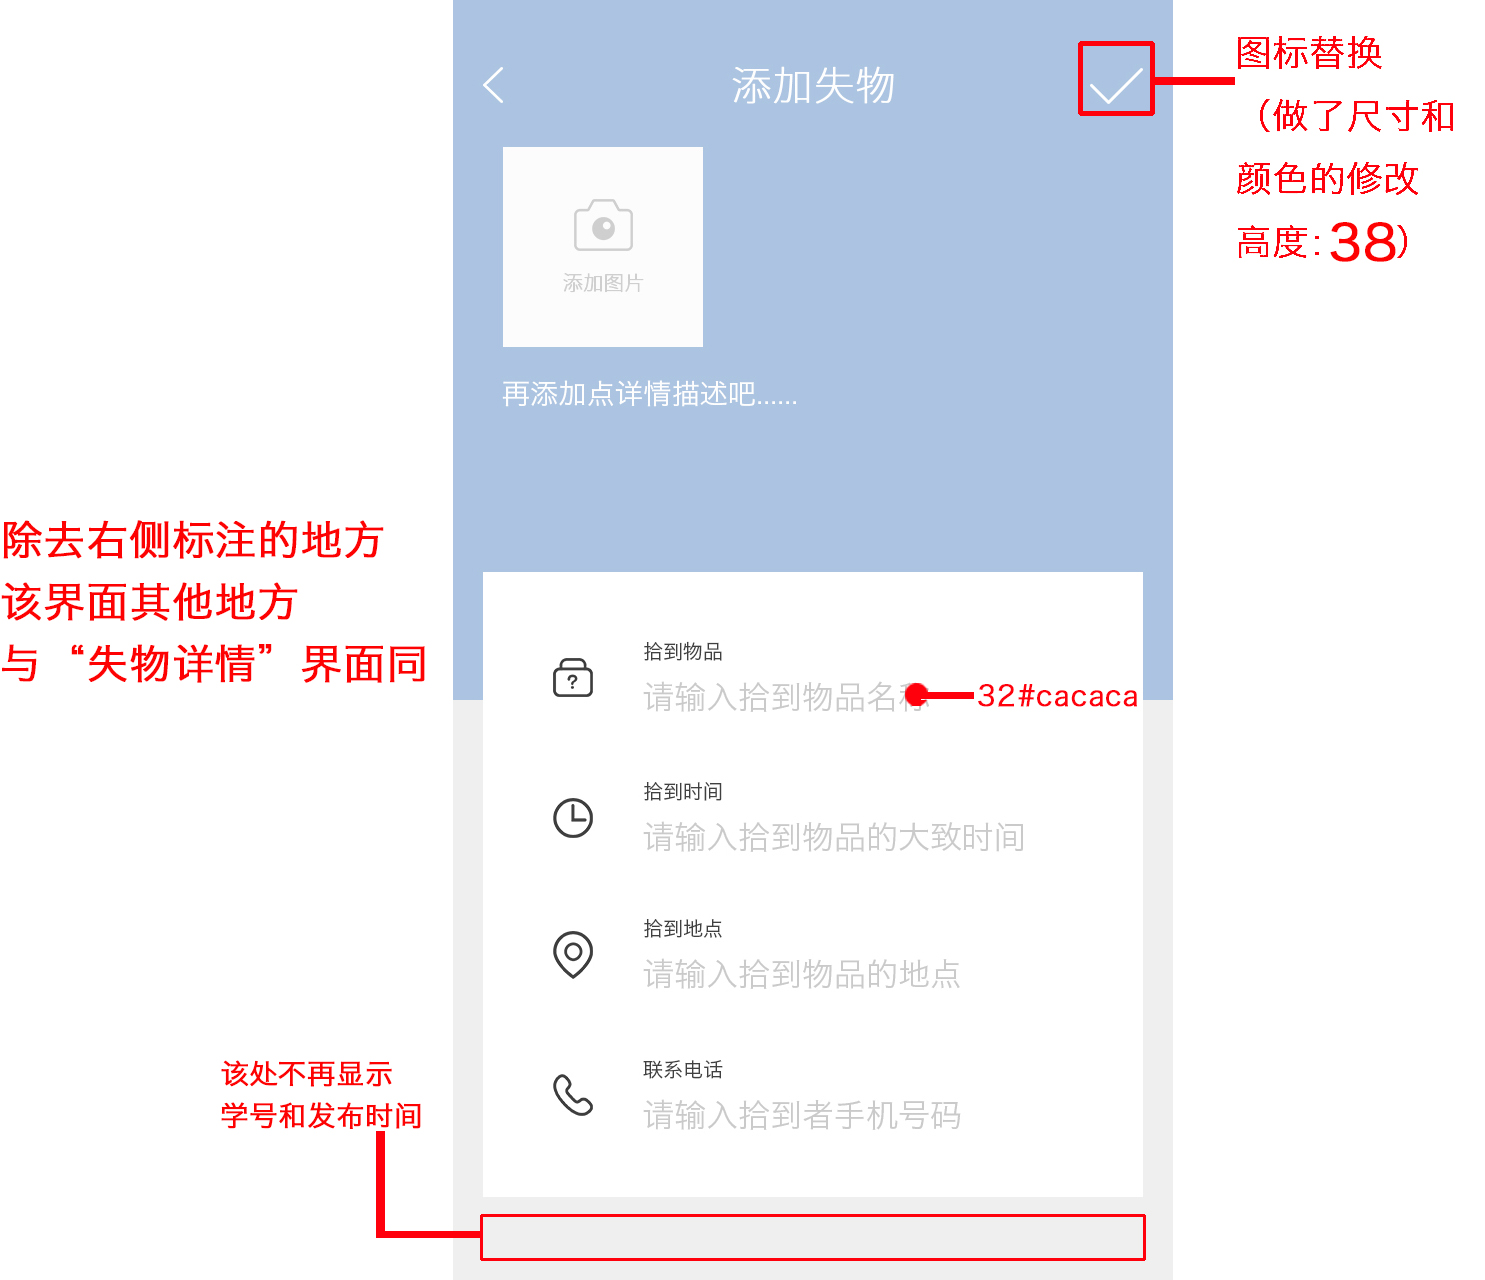 添加失物
图标替换
（做了尺寸和
颜色的修改
高度：38）
添加图片
再添加点详情描述吧......
除去右侧标注的地方
该界面其他地方
与“失物详情”界面同
拾到物品
请输入拾到物品名称
32#cacaca
拾到时间
请输入拾到物品的大致时间
拾到地点
请输入拾到物品的地点
联系电话
请输入拾到者手机号码
该处不再显示
学号和发布时间